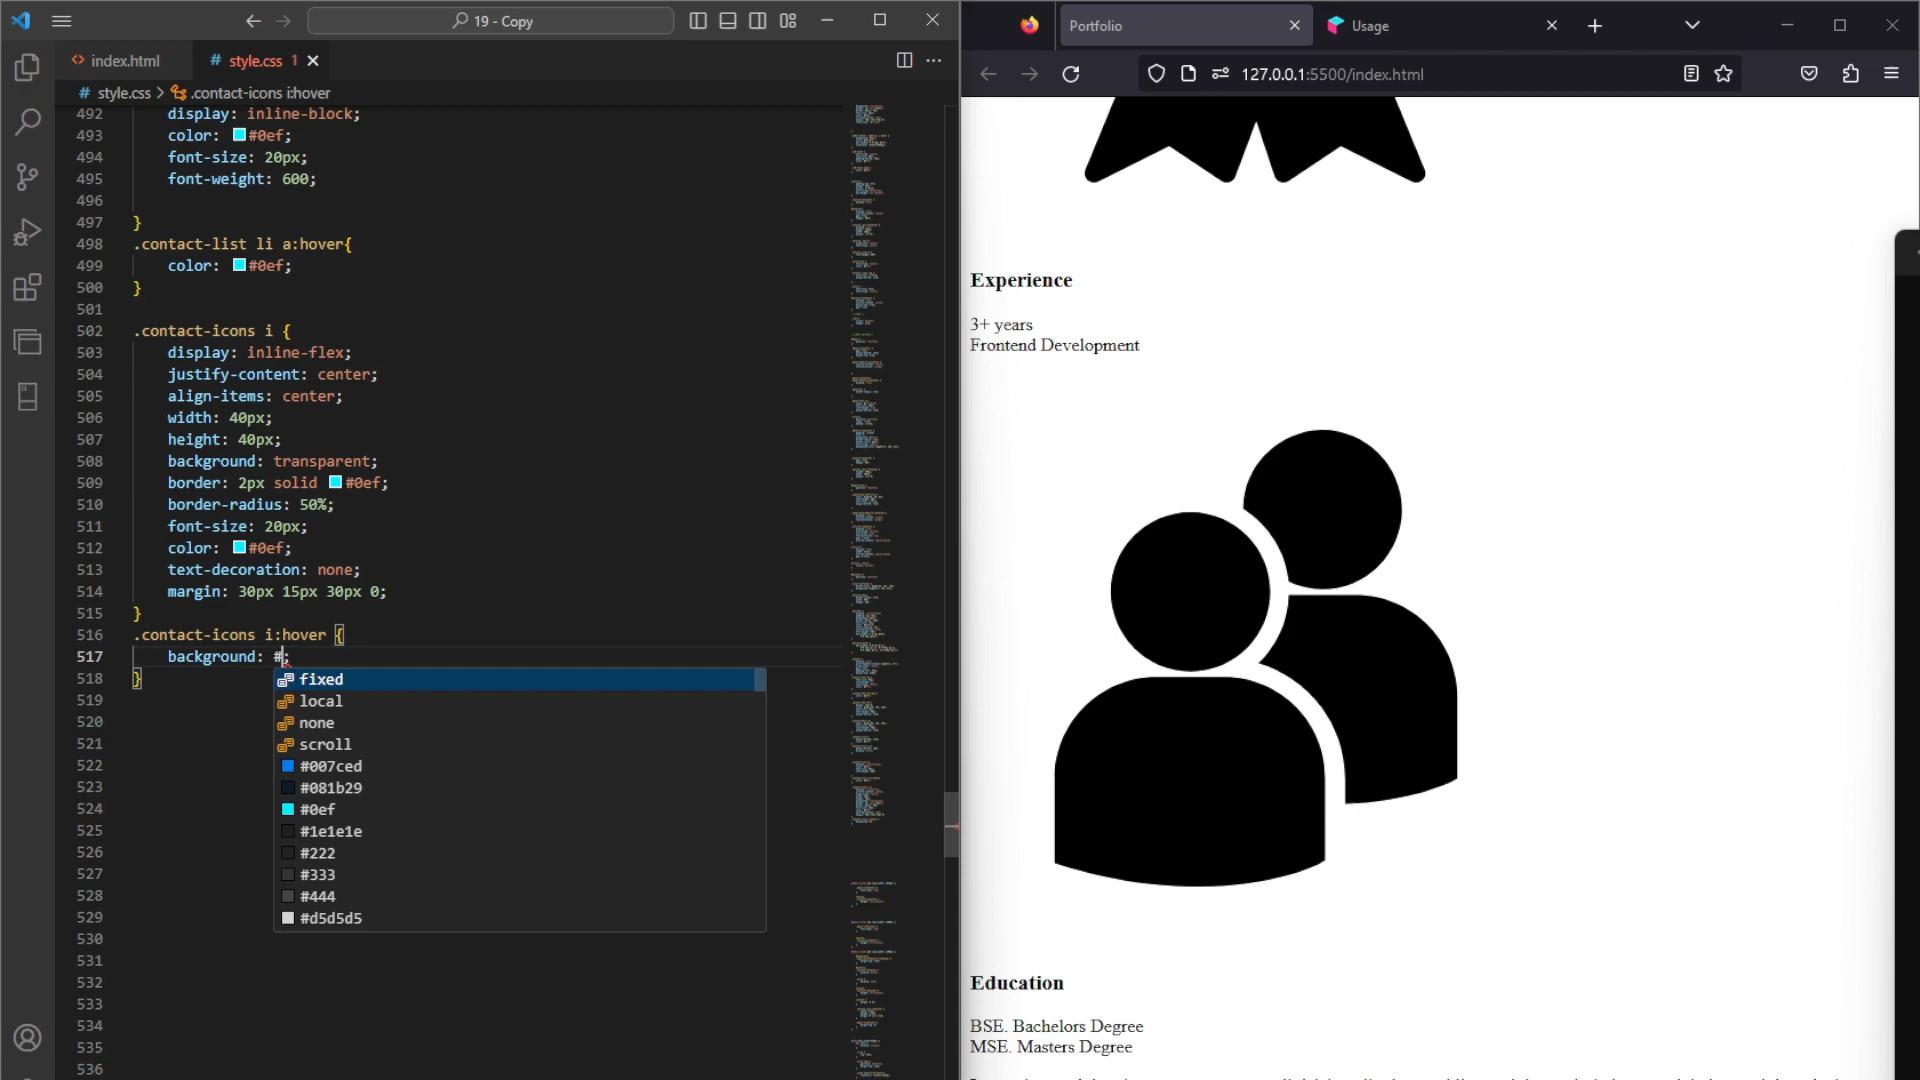 19 - Copy
index.html
# style.css 1
# style.css > .contact-icons i:hover
492 display: inline-block;
493 color: #0ef;
494 font-size: 20px;
495 font-weight: 600;
496
497 }
498 .contact-list li a:hover{
499 color: #0ef;
500 }
501
502 .contact-icons i {
503 display: inline-flex;
504 justify-content: center;
505 align-items: center;
506 width: 40px;
507 height: 40px;
508 background: transparent;
509 border: 2px solid #0ef;
510 border-radius: 50%;
511 font-size: 20px;
512 color: #0ef;
513 text-decoration: none;
514 margin: 30px 15px 30px 0;
515 }
516 .contact-icons i:hover {
517 background: #;
518 }
519
520
521
522
523
524
525
526
527
528
529
530
531
532
533
534
535
536
fixed
local
none
scroll
#007ced
#081b29
#0ef
#1e1e1e
#222
#333
#444
#d5d5d5
Portfolio
Usage
127.0.0.1:5500/index.html
Experience
3+ years
Frontend Development
Education
BSE. Bachelors Degree
MSE. Masters Degree